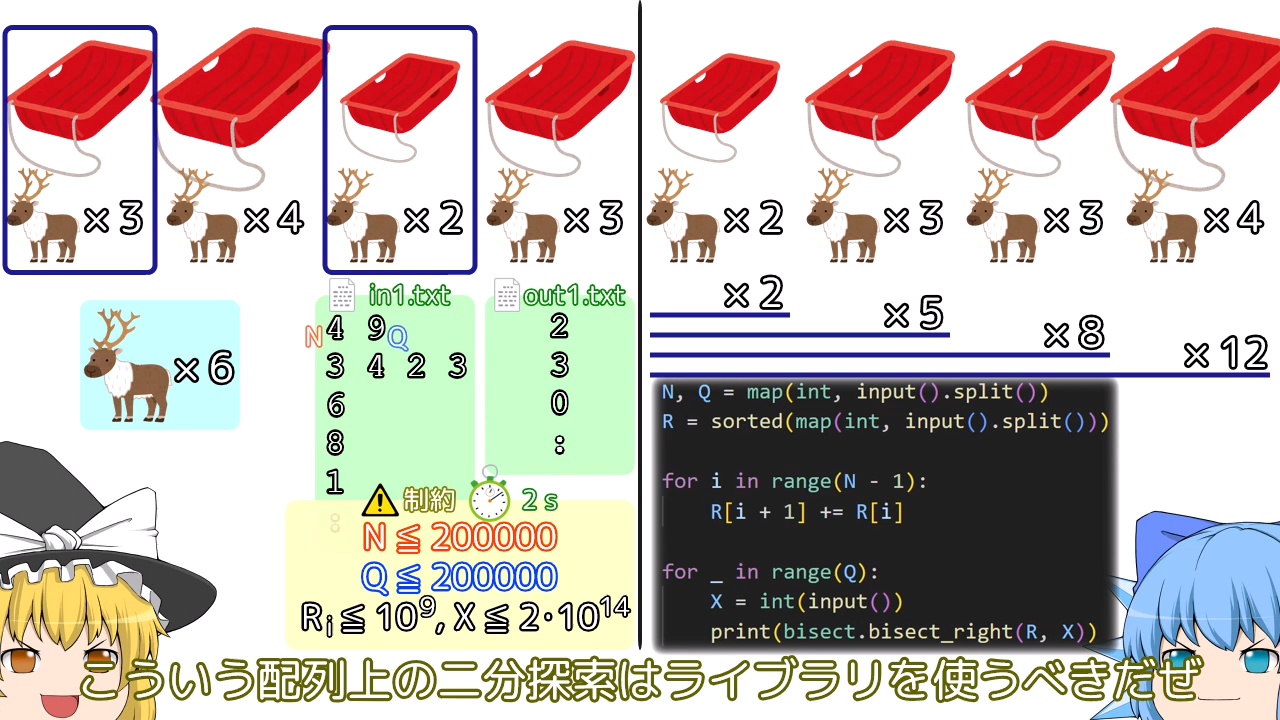 ×3 ×4 ×2 ×3
×6
in1.txt
N 4 9 Q
3 4 2 3
6
8
1
:
out1.txt
2
3
0
:
制約 2 s
N ≦ 200000
Q ≦ 200000
Ri ≦ 10⁹, X ≦ 2·10¹⁴
×2 ×3 ×3 ×4
×2
×5
×8
×12
N, Q = map(int, input().split())
R = sorted(map(int, input().split()))
for i in range(N - 1):
    R[i + 1] += R[i]
for _ in range(Q):
    X = int(input())
    print(bisect.bisect_right(R, X))
こういう配列上の二分探索はライブラリを使うべきだぜ